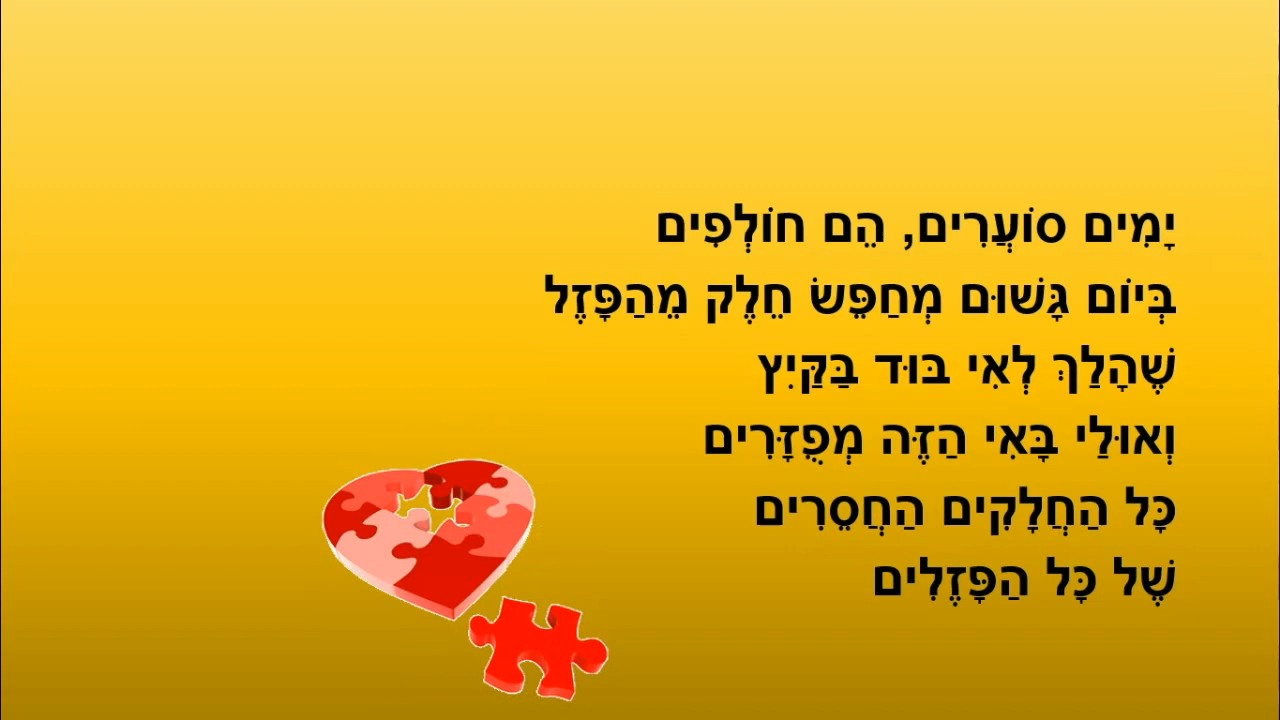 יָמִים סוֹעֲרִים, הֵם חוֹלְפִים
בְּיוֹם גָּשׁוּם מְחַפֵּשׂ חֵלֶק מֵהַפָּזֶל
שֶׁהָלַךְ לְאִי בּוּד בַּקַּיִץ
וְאוּלַי בָּאִי הַזֶּה מְפֻזָּרִים
כָּל הַחֲלָקִים הַחֲסֵרִים
שֶׁל כָּל הַפָּזֶלִים